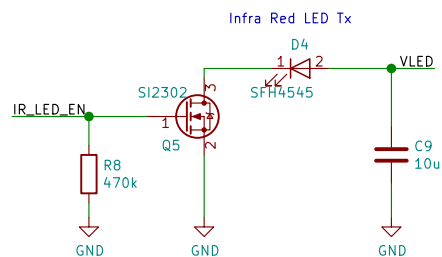 Infra Red LED Tx
D4
1 2
VLED
SI2302
3
SFH4545
IR_LED_EN
1
Q5
2
C9
10u
R8
470k
GND
GND
GND